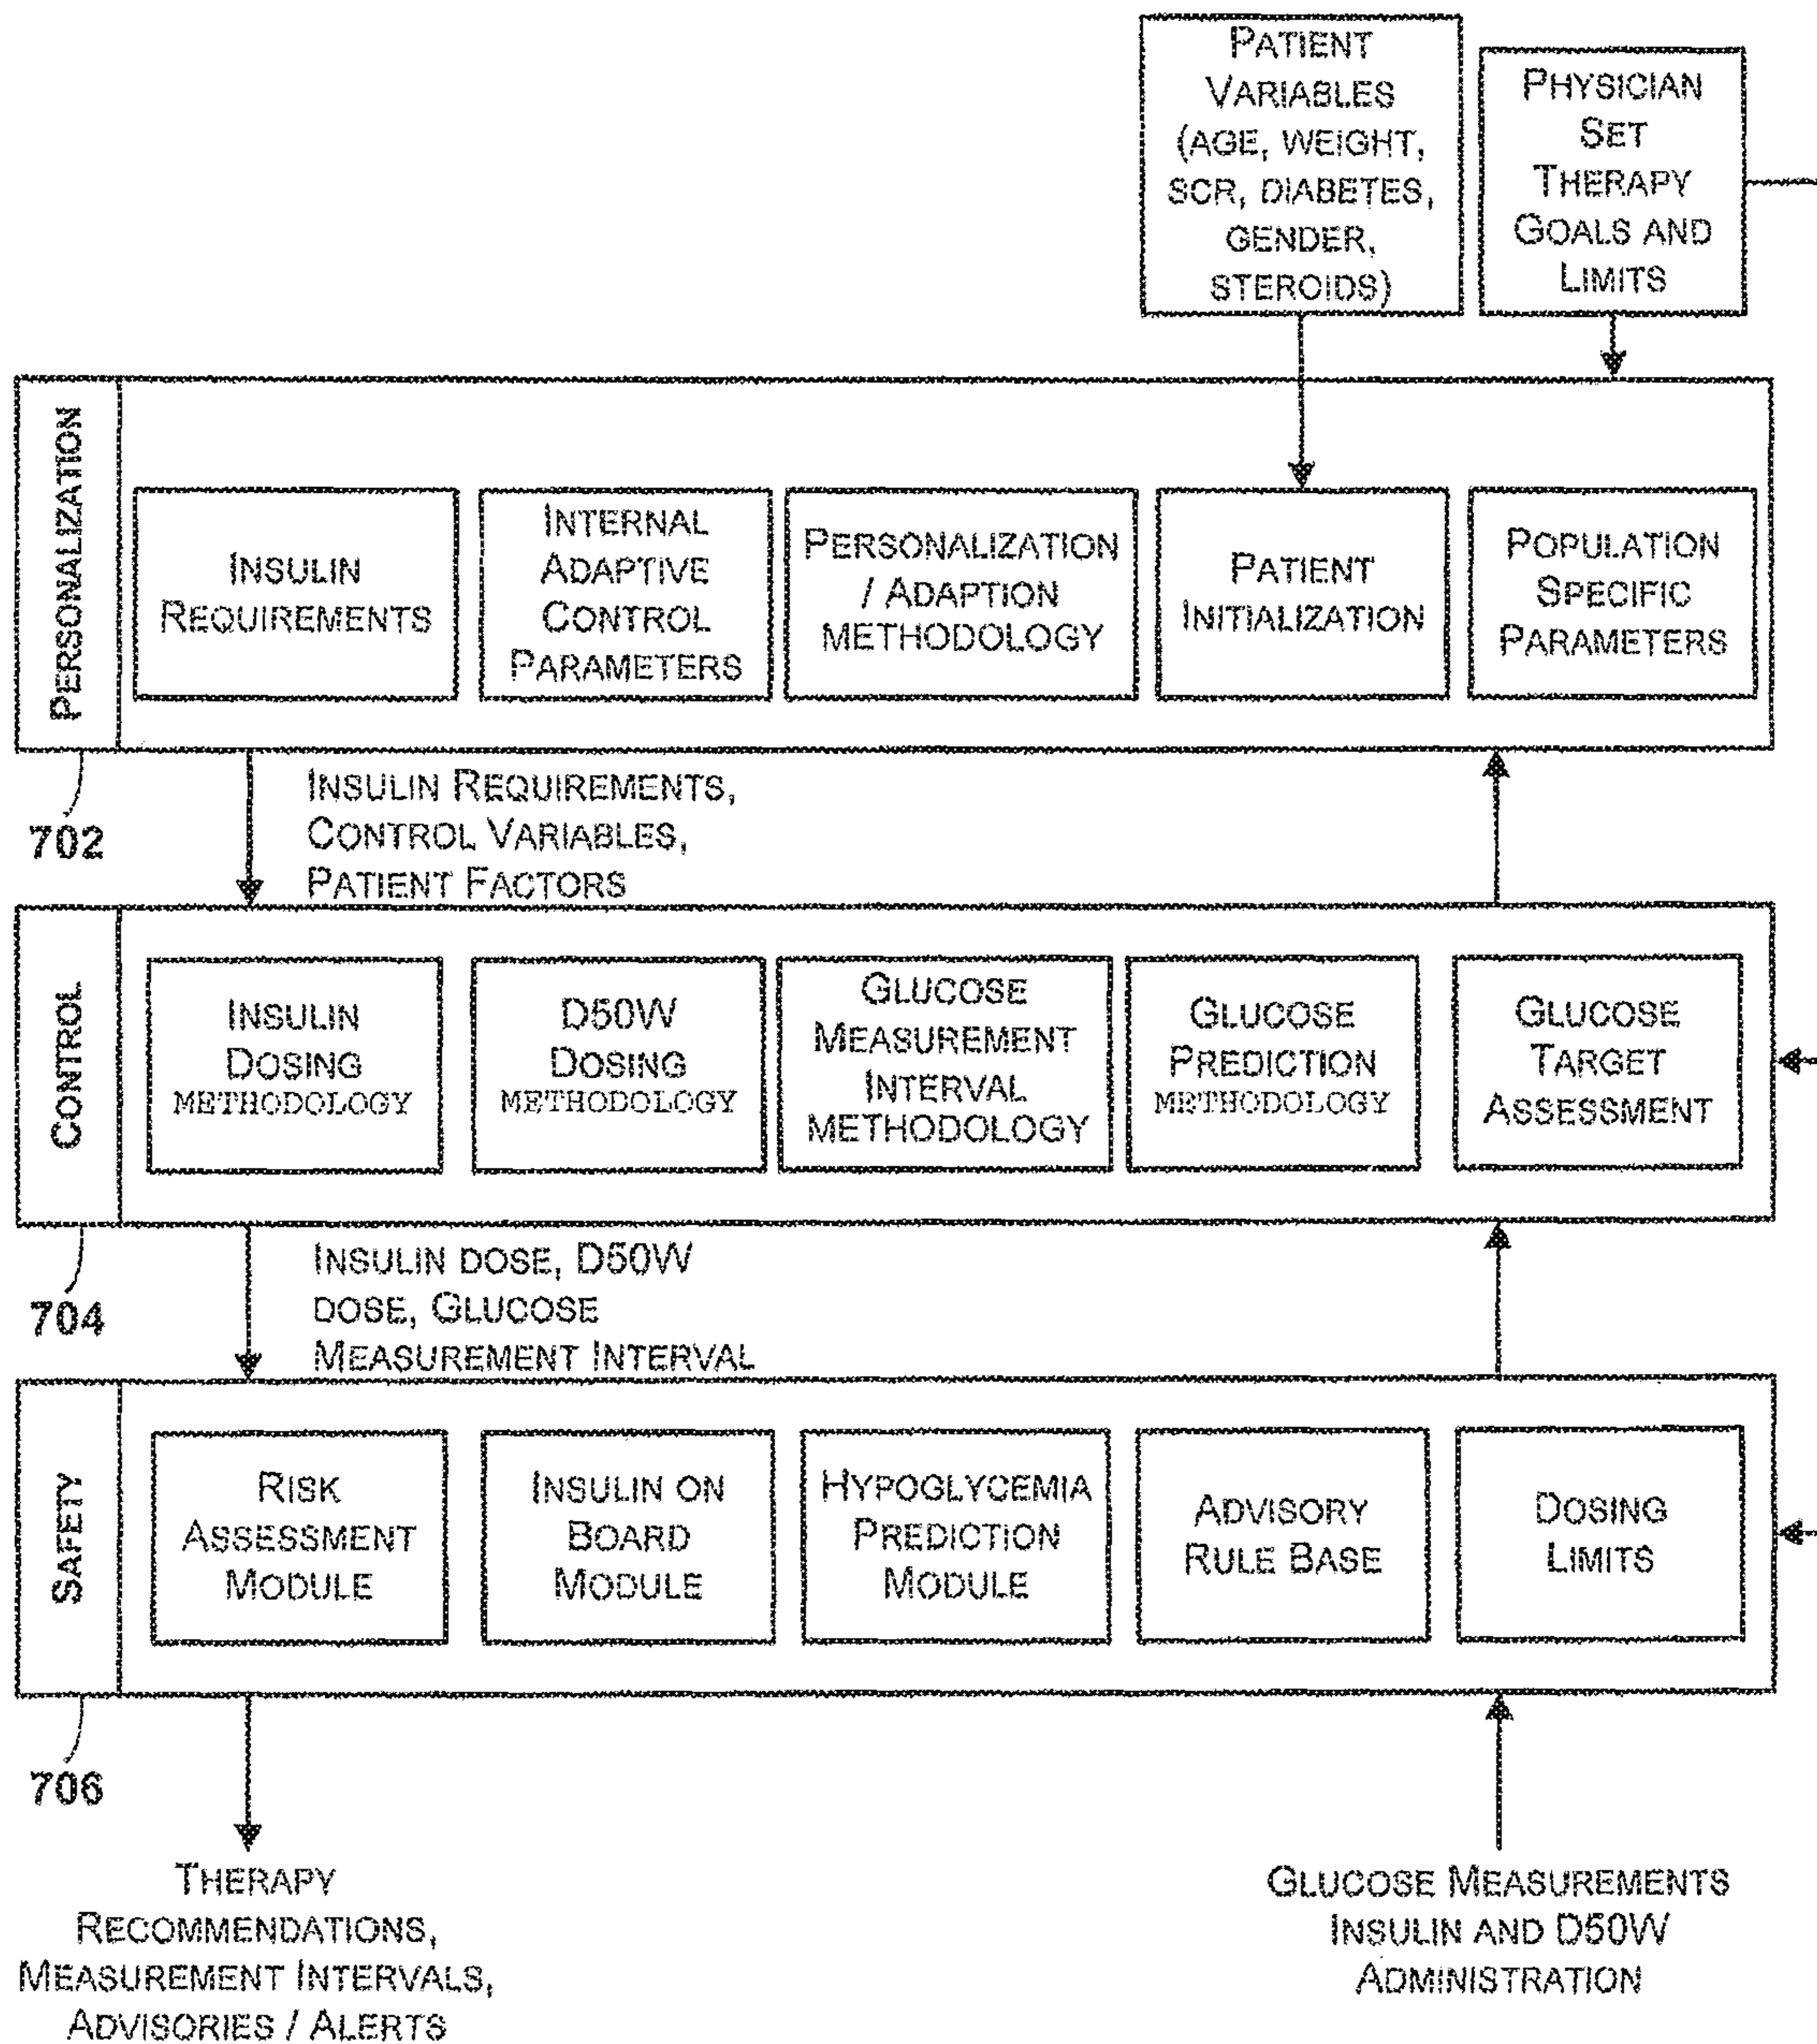 PATIENT
VARIABLES
(AGE, WEIGHT,
SCR, DIABETES,
GENDER,
STEROIDS)
PHYSICIAN
SET
THERAPY
GOALS AND
LIMITS
PERSONALIZATION
INSULIN
REQUIREMENTS
INTERNAL
ADAPTIVE
CONTROL
PARAMETERS
PERSONALIZATION
/ ADAPTION
METHODOLOGY
PATIENT
INITIALIZATION
POPULATION
SPECIFIC
PARAMETERS
702
INSULIN REQUIREMENTS,
CONTROL VARIABLES,
PATIENT FACTORS
CONTROL
INSULIN
DOSING
METHODOLOGY
D50W
DOSING
METHODOLOGY
GLUCOSE
MEASUREMENT
INTERVAL
METHODOLOGY
GLUCOSE
PREDICTION
METHODOLOGY
GLUCOSE
TARGET
ASSESSMENT
704
INSULIN DOSE, D50W
DOSE, GLUCOSE
MEASUREMENT INTERVAL
SAFETY
RISK
ASSESSMENT
MODULE
INSULIN ON
BOARD
MODULE
HYPOGLYCEMIA
PREDICTION
MODULE
ADVISORY
RULE BASE
DOSING
LIMITS
706
THERAPY
RECOMMENDATIONS,
MEASUREMENT INTERVALS,
ADVISORIES / ALERTS
GLUCOSE MEASUREMENTS
INSULIN AND D50W
ADMINISTRATION